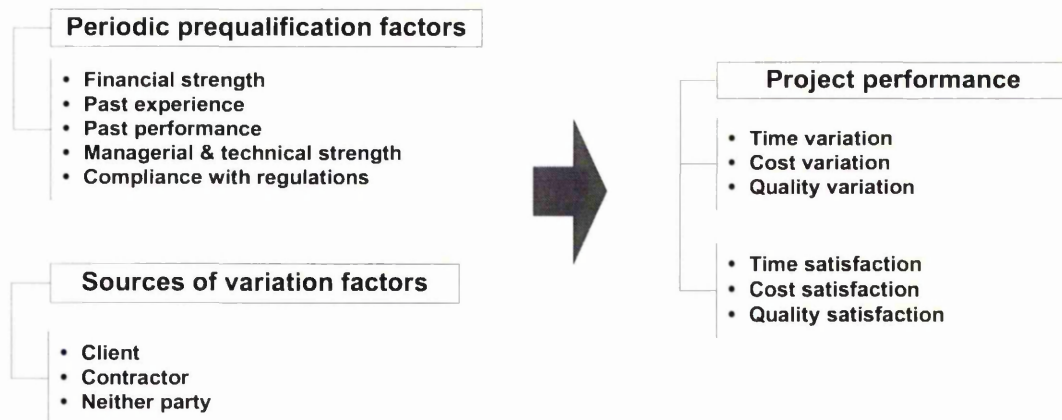 Periodic prequalification factors
• Financial strength
• Past experience
• Past performance
• Managerial & technical strength
• Compliance with regulations
Sources of variation factors
• Client
• Contractor
• Neither party
Project performance
• Time variation
• Cost variation
• Quality variation
• Time satisfaction
• Cost satisfaction
• Quality satisfaction